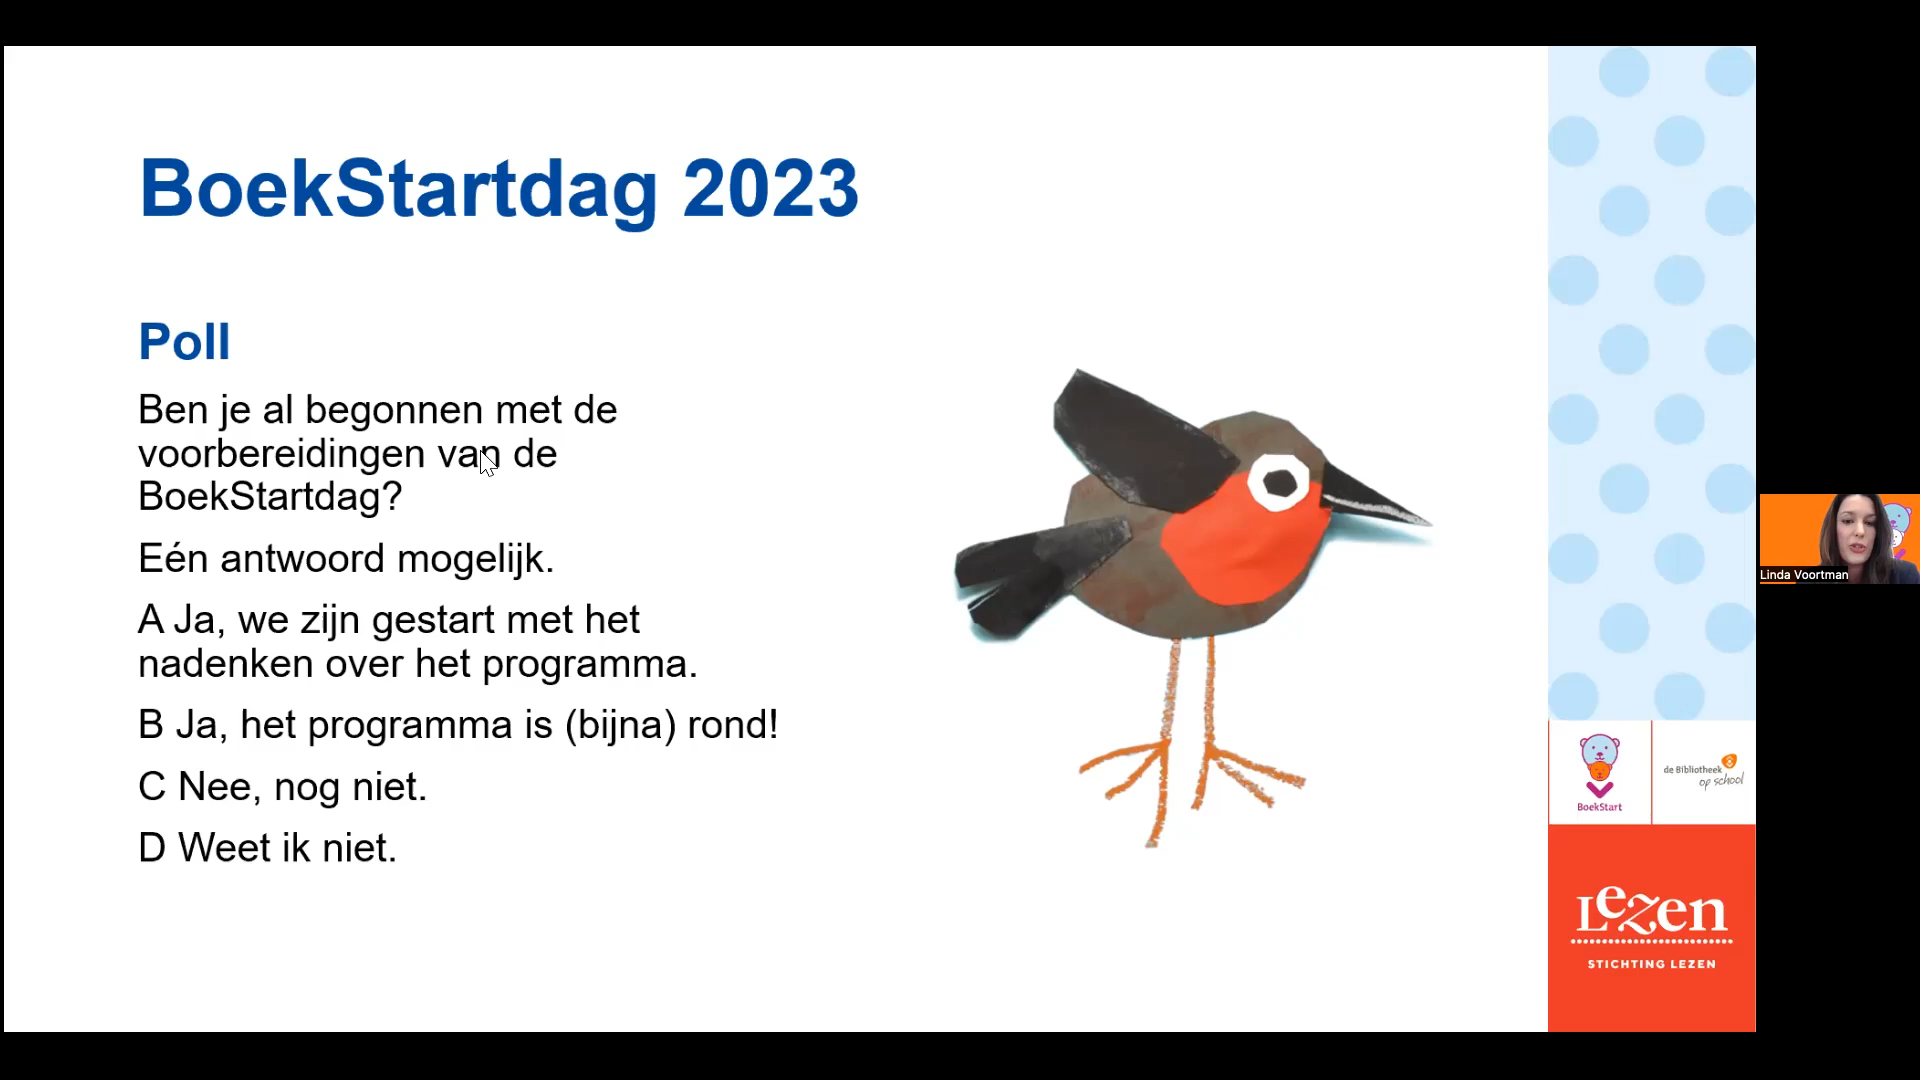 BoekStartdag 2023
Poll
Ben je al begonnen met de
voorbereidingen van de
BoekStartdag?
Eén antwoord mogelijk.
A Ja, we zijn gestart met het
nadenken over het programma.
B Ja, het programma is (bijna) rond!
C Nee, nog niet.
D Weet ik niet.
BoekStart
de Bibliotheek
op school
Lezen
STICHTING LEZEN
Linda Voortman